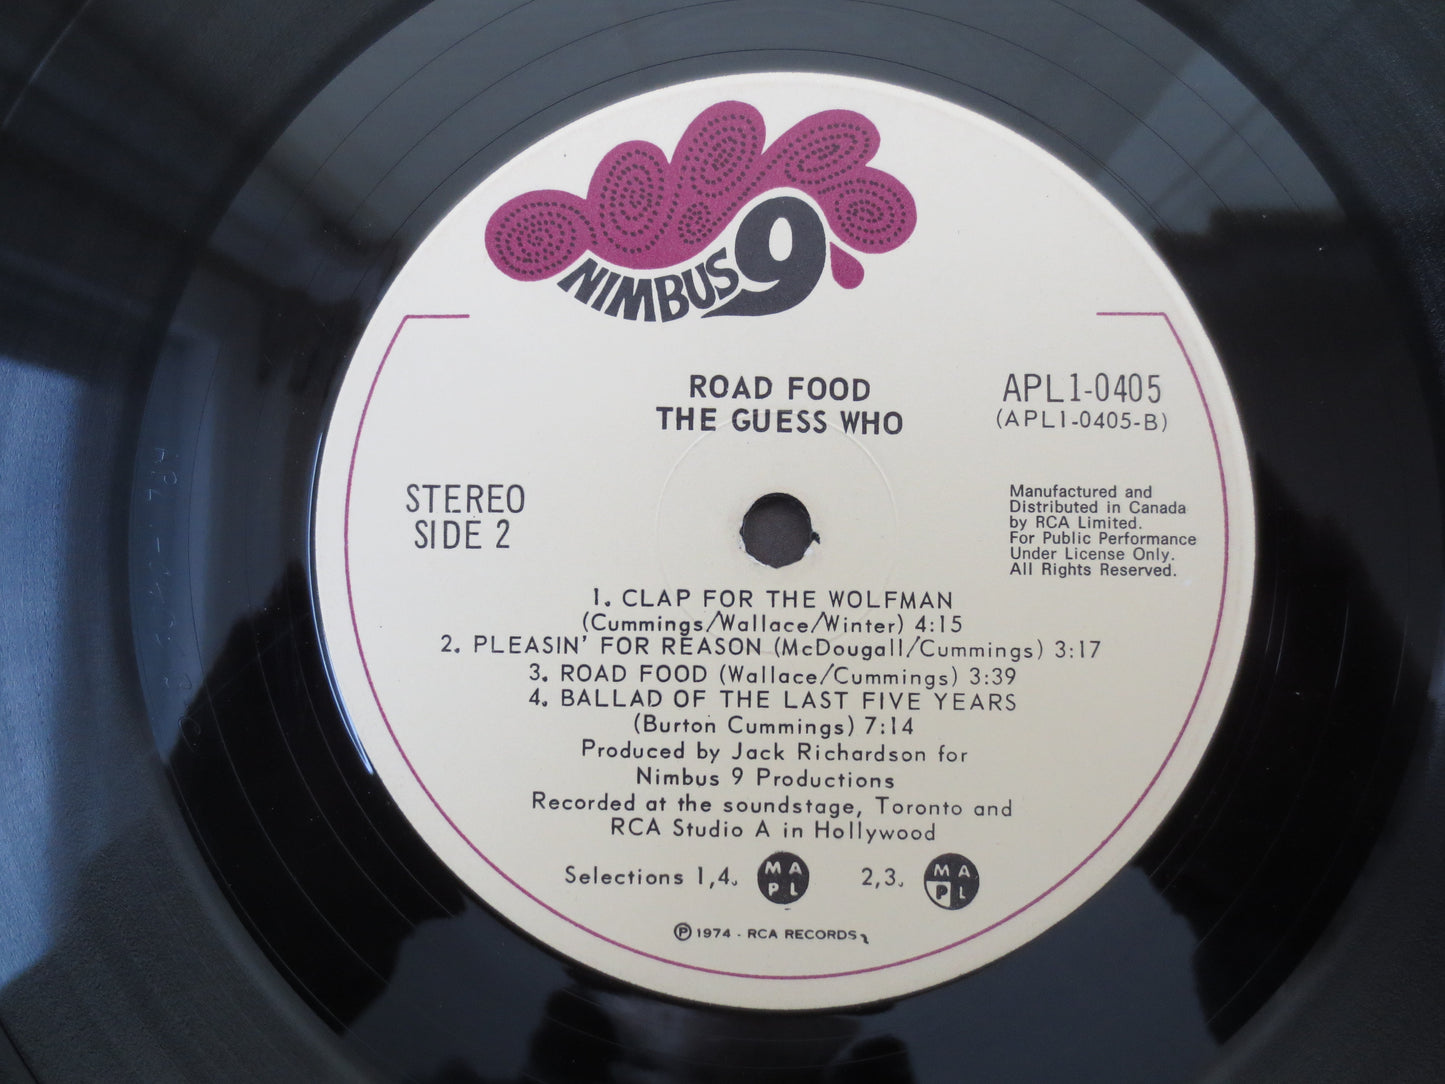 NIMBUS 9
ROAD FOOD
THE GUESS WHO
APL1-0405
(APL1-0405-B)
STEREO
SIDE 2
Manufactured and
Distributed in Canada
by RCA Limited.
For Public Performance
Under License Only.
All Rights Reserved.
1. CLAP FOR THE WOLFMAN
(Cummings/Wallace/Winter) 4:15
2. PLEASIN' FOR REASON (McDougall/Cummings) 3:17
3. ROAD FOOD (Wallace/Cummings) 3:39
4. BALLAD OF THE LAST FIVE YEARS
(Burton Cummings) 7:14
Produced by Jack Richardson for
Nimbus 9 Productions
Recorded at the soundstage, Toronto and
RCA Studio A in Hollywood
Selections 1,4. MAPL 2,3. MAPL
℗ 1974 - RCA RECORDS 2